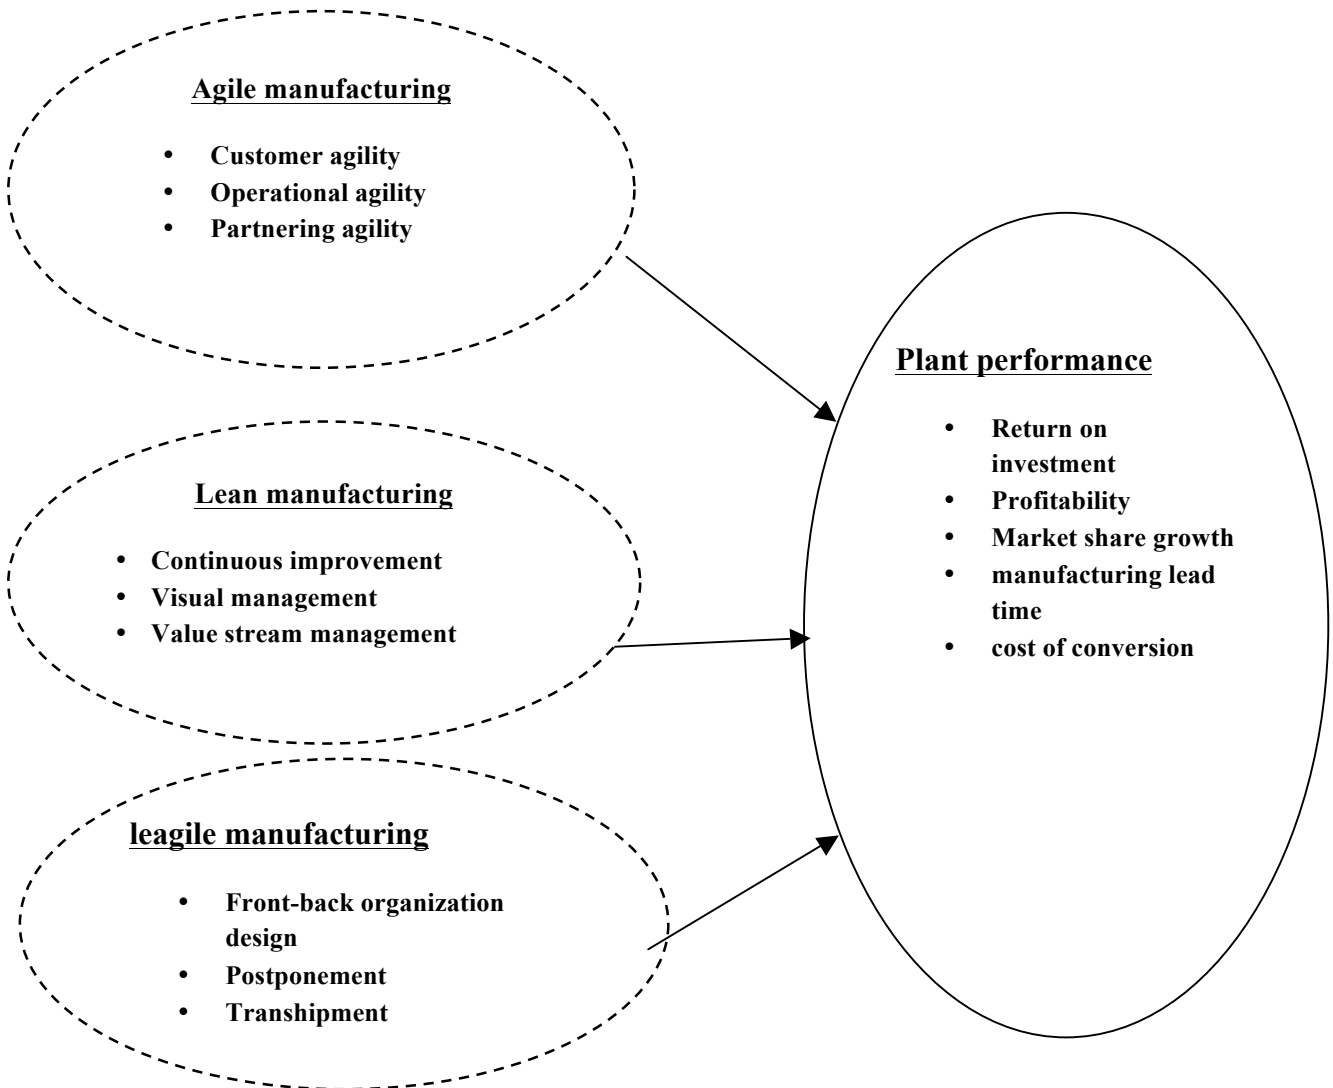 Agile manufacturing
• Customer agility
• Operational agility
• Partnering agility
Lean manufacturing
• Continuous improvement
• Visual management
• Value stream management
leagile manufacturing
• Front-back organization
design
• Postponement
• Transhipment
Plant performance
• Return on
investment
• Profitability
• Market share growth
• manufacturing lead
time
• cost of conversion